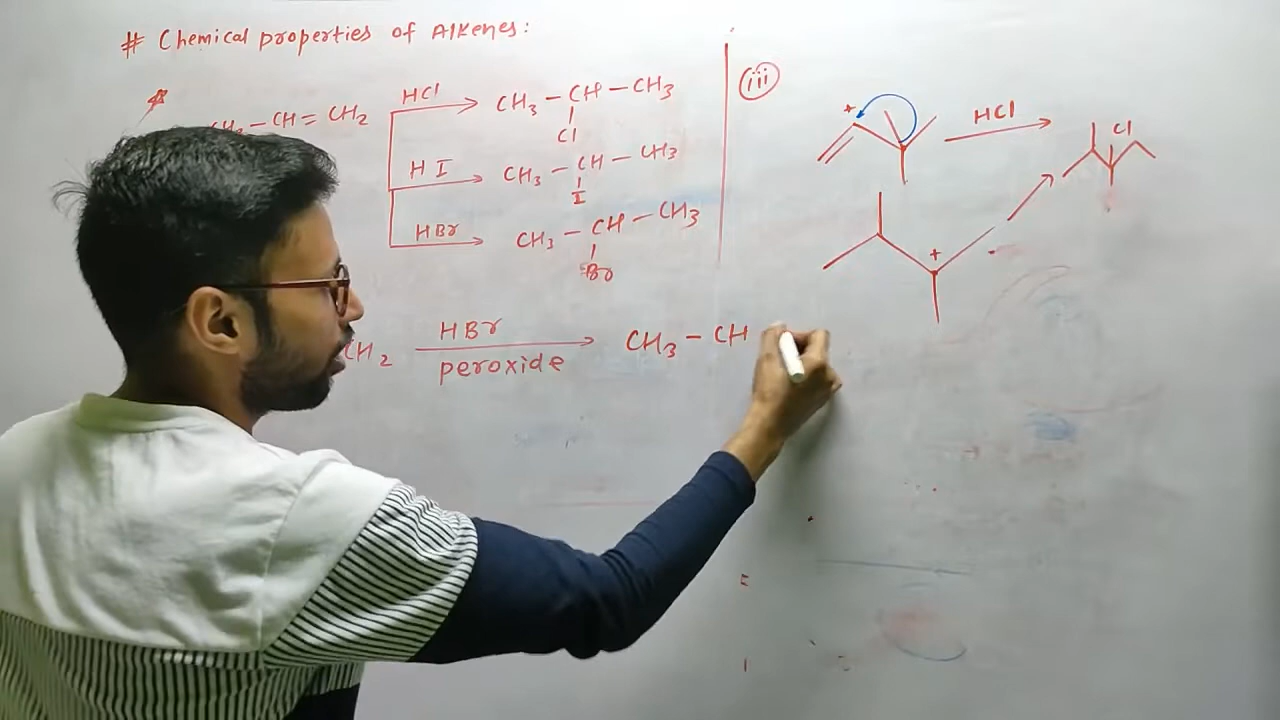 # Chemical properties of Alkenes:
CH3 – CH = CH2
HCl
CH3 – CH – CH3
Cl
HI
CH3 – CH – CH3
I
HBr
CH3 – CH – CH3
Br
CH2
HBr
peroxide
CH3 – CH
(iii)
+
HCl
Cl
+